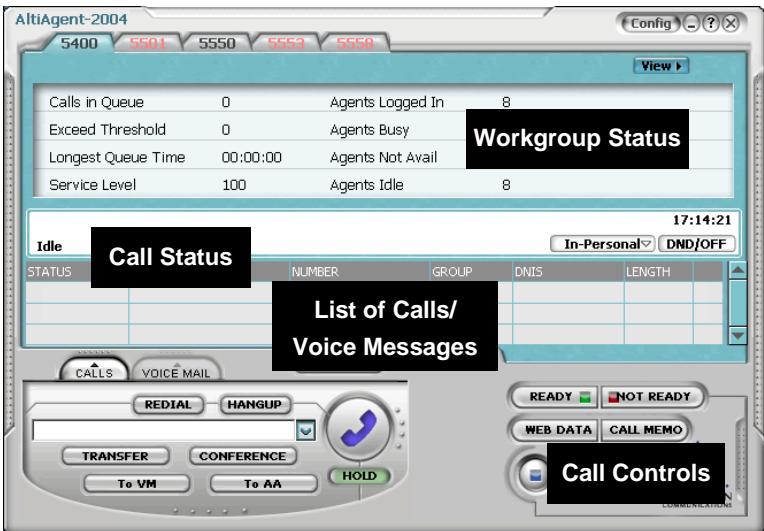 AltiAgent-2004 Config ?
5400 5501 5550 5553 5558
View
Calls in Queue 0 Agents Logged In 8
Exceed Threshold 0 Agents Busy
Workgroup Status
Longest Queue Time 00:00:00 Agents Not Avail
Service Level 100 Agents Idle 8
17:14:21
Idle In-Personal DND/OFF
Call Status
STATUS NUMBER GROUP DNIS LENGTH
List of Calls/
Voice Messages
CALLS VOICE MAIL
REDIAL HANGUP READY NOT READY
WEB DATA CALL MEMO
TRANSFER CONFERENCE
Call Controls
To VM To AA HOLD
COMMUNICATIONS